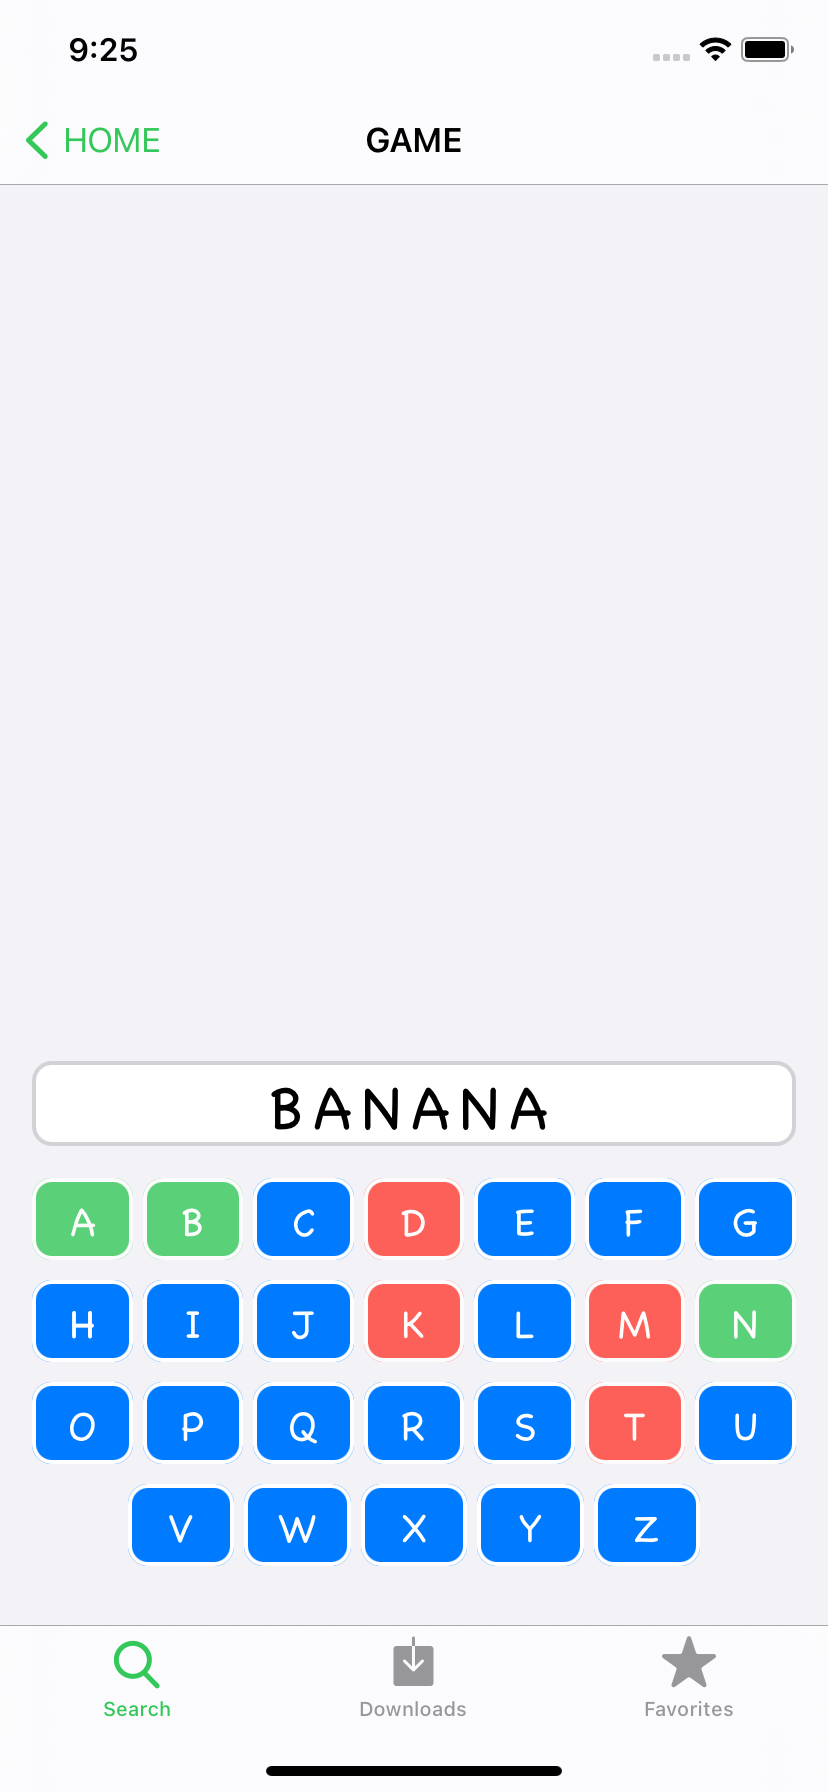 9:25
HOME GAME
BANANA
A B C D E F G
H I J K L M N
O P Q R S T U
V W X Y Z
Search Downloads Favorites